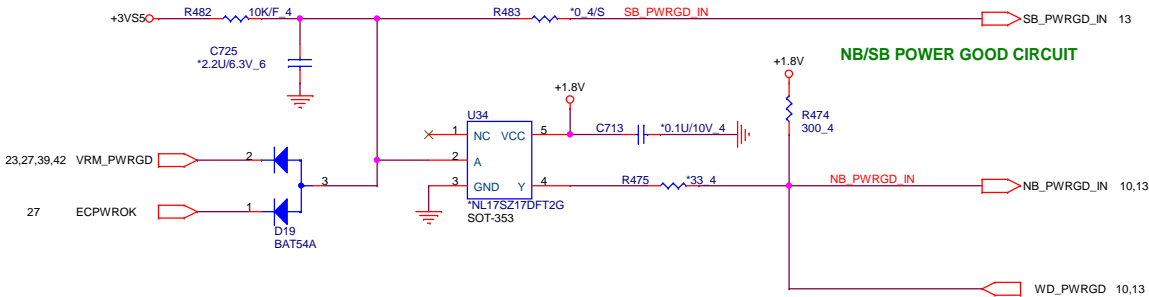 +3VS5 R482 10K/F_4 R483 *0_4/S SB_PWRGD_IN SB_PWRGD_IN 13
C725
*2.2U/6.3V_6
NB/SB POWER GOOD CIRCUIT
+1.8V
+1.8V
R474
300_4
U34
1 NC VCC 5 C713 *0.1U/10V_4
23,27,39,42 VRM_PWRGD 2 3 2 A
3 GND Y 4 R475 *33_4 NB_PWRGD_IN NB_PWRGD_IN 10,13
*NL17SZ17DFT2G
SOT-353
27 ECPWROK 1
D19
BAT54A
WD_PWRGD 10,13